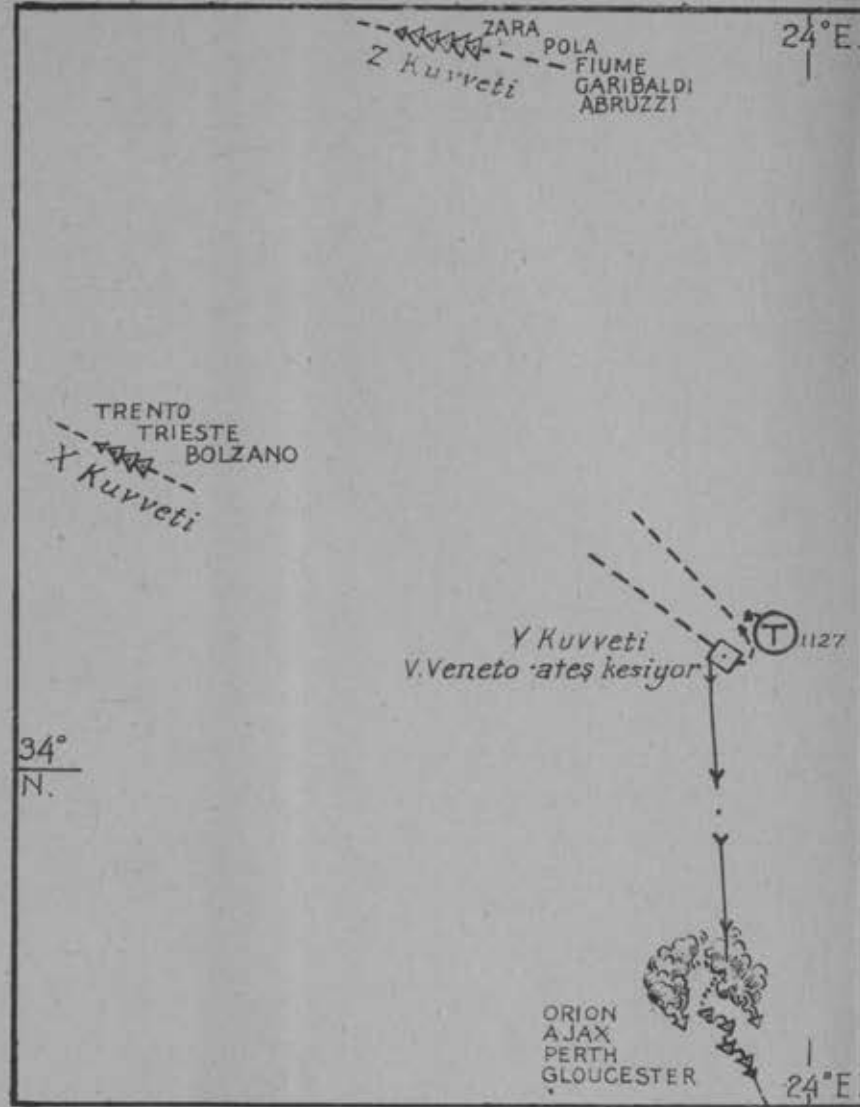 ZARA
POLA
FIUME
GARIBALDI
ABRUZZI
Z Kuvveti
24°E.
TRENTO
TRIESTE
BOLZANO
X Kuvveti
Y Kuvveti
V.Veneto ateş kesiyor
T
1127
34°
N.
ORION
AJAX
PERTH
GLOUCESTER
24°E